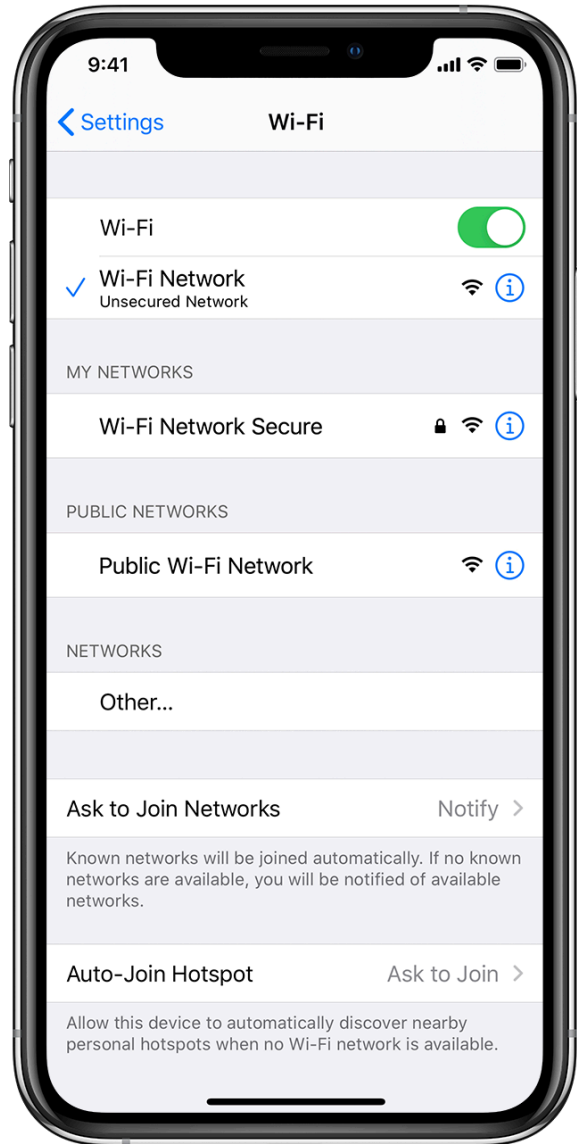 9:41
Settings
Wi-Fi
Wi-Fi
Wi-Fi Network
Unsecured Network
MY NETWORKS
Wi-Fi Network Secure
PUBLIC NETWORKS
Public Wi-Fi Network
NETWORKS
Other...
Ask to Join Networks Notify
Known networks will be joined automatically. If no known
networks are available, you will be notified of available
networks.
Auto-Join Hotspot Ask to Join
Allow this device to automatically discover nearby
personal hotspots when no Wi-Fi network is available.